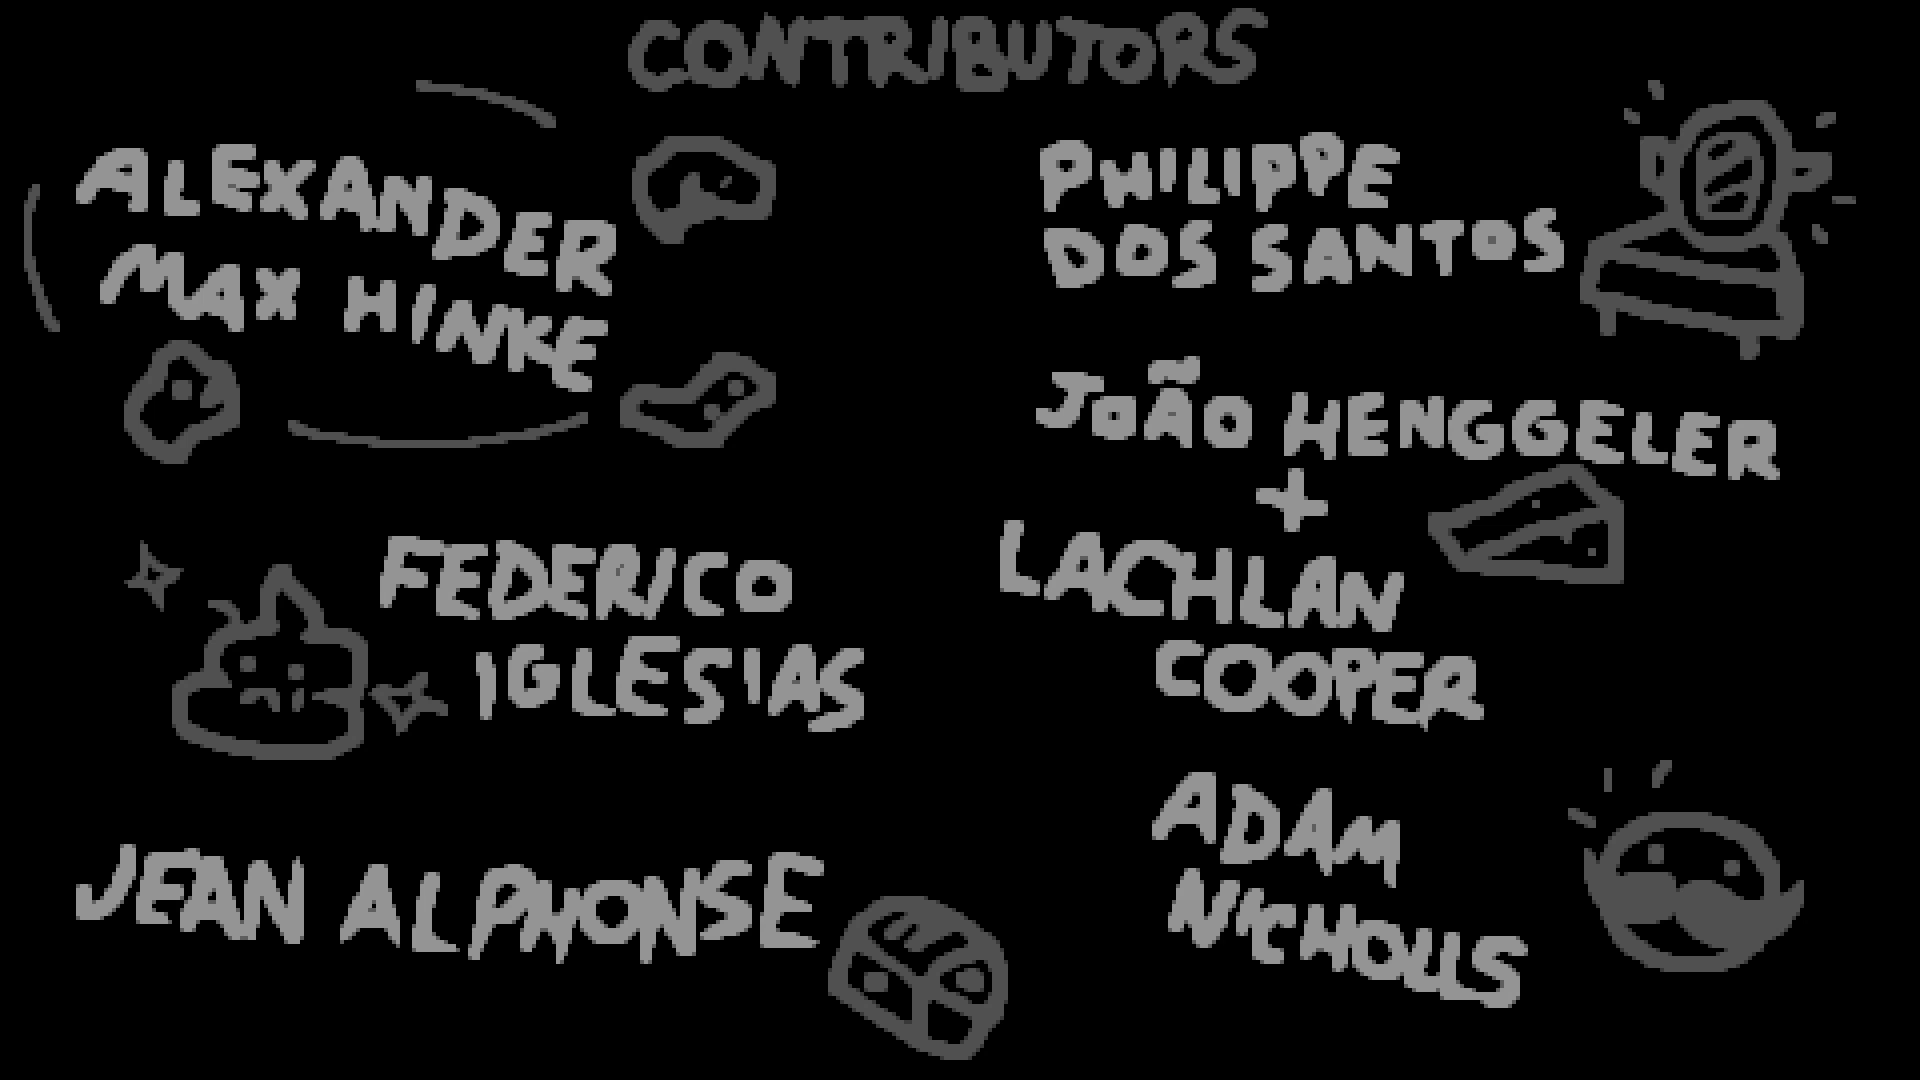 CONTRIBUTORS
ALEXANDER
MAX HINKE
FEDERICO
IGLESIAS
JEAN ALPHONSE
PHILIPPE
DOS SANTOS
JOÃO HENGGELER
+
LACHLAN
COOPER
ADAM
NICHOLLS